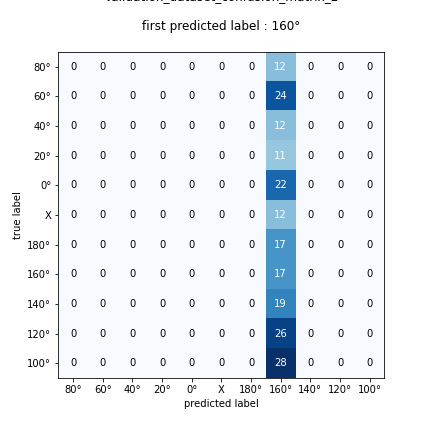 first predicted label : 160°
80° 0 0 0 0 0 0 0 12 0 0 0
60° 0 0 0 0 0 0 0 24 0 0 0
40° 0 0 0 0 0 0 0 12 0 0 0
20° 0 0 0 0 0 0 0 11 0 0 0
0° 0 0 0 0 0 0 0 22 0 0 0
X 0 0 0 0 0 0 0 12 0 0 0
180° 0 0 0 0 0 0 0 17 0 0 0
160° 0 0 0 0 0 0 0 17 0 0 0
140° 0 0 0 0 0 0 0 19 0 0 0
120° 0 0 0 0 0 0 0 26 0 0 0
100° 0 0 0 0 0 0 0 28 0 0 0
true label
80° 60° 40° 20° 0° X 180° 160° 140° 120° 100°
predicted label